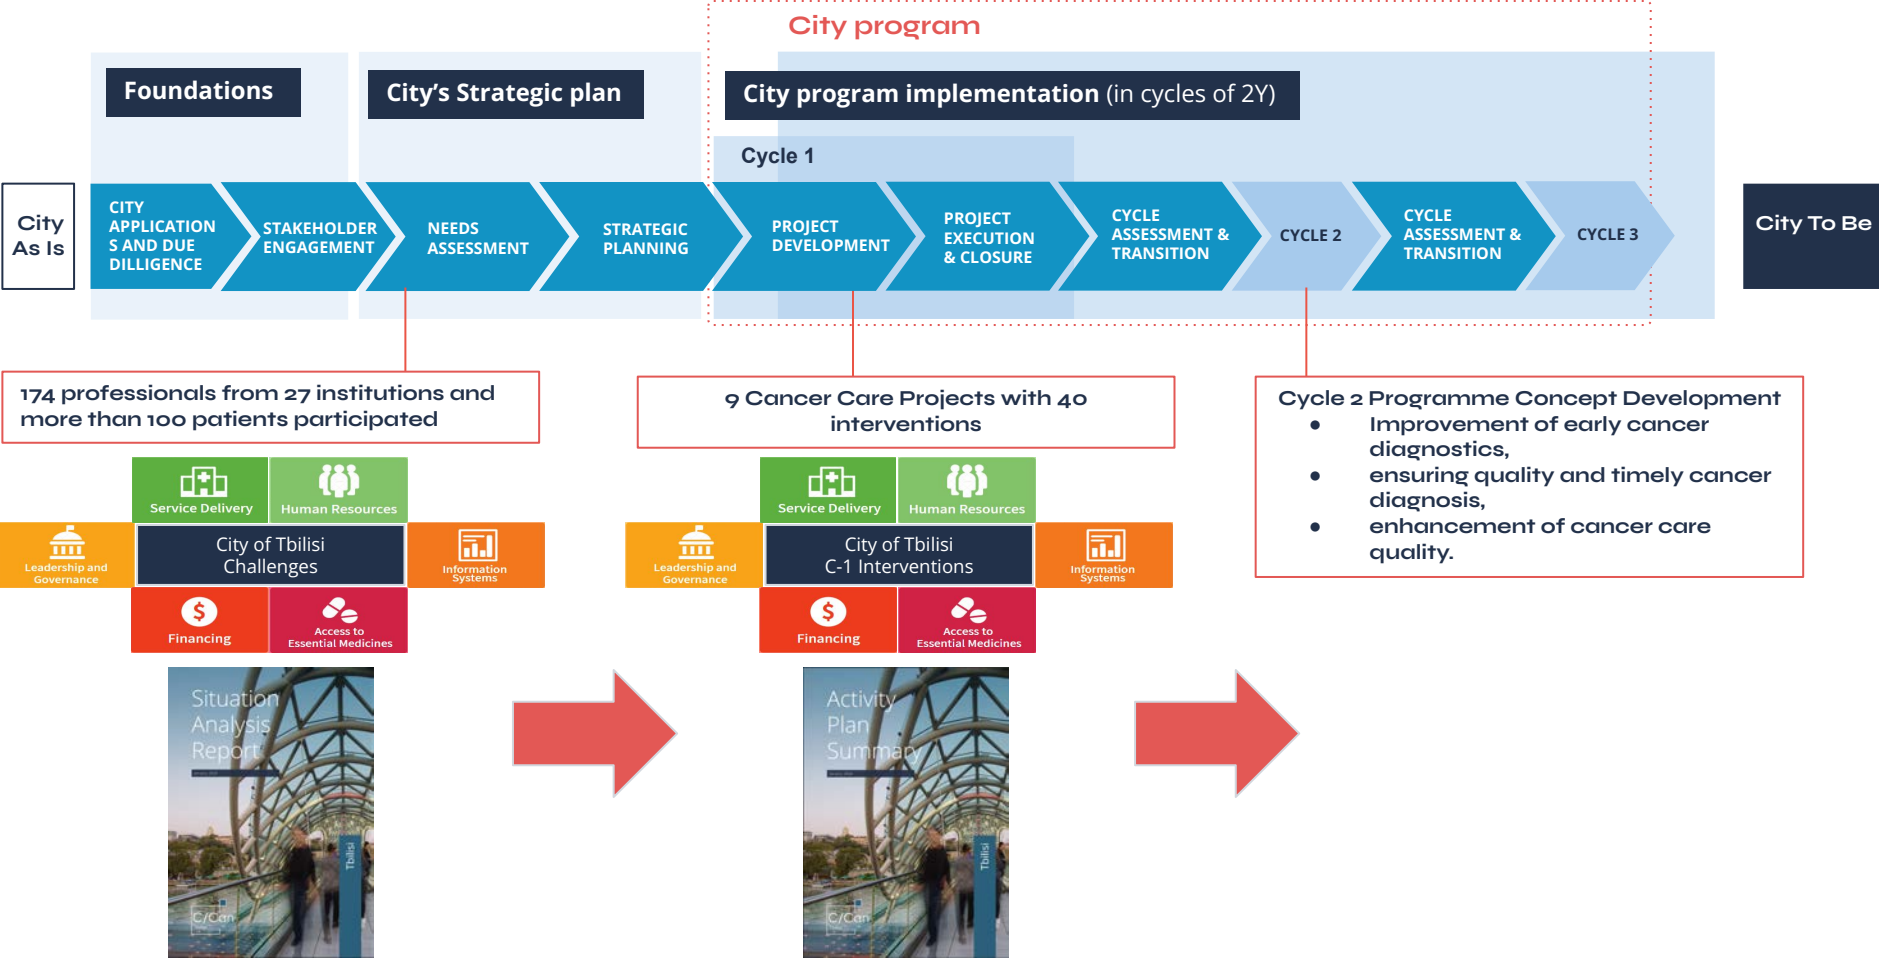 City program
Foundations
City's Strategic plan
City program implementation (in cycles of 2Y)
Cycle 1
City
As Is
CITY
APPLICATION
S AND DUE
DILLIGENCE
STAKEHOLDER
ENGAGEMENT
NEEDS
ASSESSMENT
STRATEGIC
PLANNING
PROJECT
DEVELOPMENT
PROJECT
EXECUTION
& CLOSURE
CYCLE
ASSESSMENT &
TRANSITION
CYCLE 2
CYCLE
ASSESSMENT &
TRANSITION
CYCLE 3
City To Be
174 professionals from 27 institutions and
more than 100 patients participated
9 Cancer Care Projects with 40
interventions
Cycle 2 Programme Concept Development
● Improvement of early cancer
diagnostics,
● ensuring quality and timely cancer
diagnosis,
● enhancement of cancer care
quality.
Service Delivery
Human Resources
Leadership and
Governance
City of Tbilisi
Challenges
Information
Systems
Financing
Access to
Essential Medicines
Service Delivery
Human Resources
Leadership and
Governance
City of Tbilisi
C-1 Interventions
Information
Systems
Financing
Access to
Essential Medicines
Situation
Analysis
Report
Tbilisi
C/Can
Activity
Plan
Summary
Tbilisi
C/Can